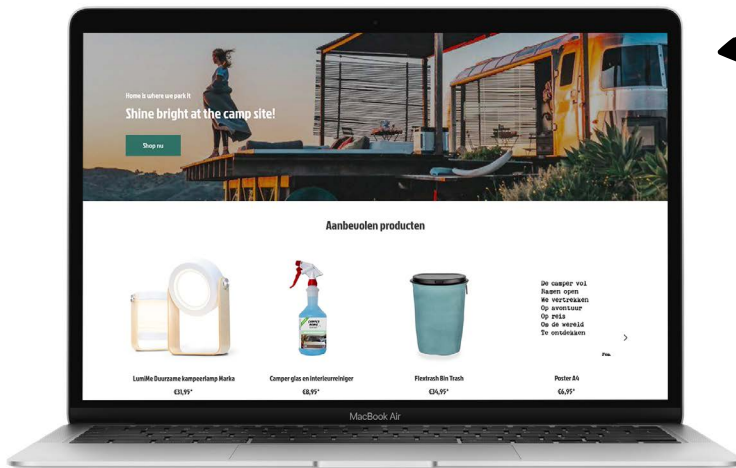 Home is where we park it
Shine bright at the camp site!
Shop nu
Aanbevolen producten
CAMPER
De camper vol
Ramen open
We vertrekken
Op avontuur
Op reis
Om de wereld
Te ontdekken
LumiMe Duurzame kampeerlamp Marka
€31,95*
Camper glas en interieurreiniger
€8,95*
Flextrash Bin Trash
€34,95*
Poster A4
€6,95*
MacBook Air